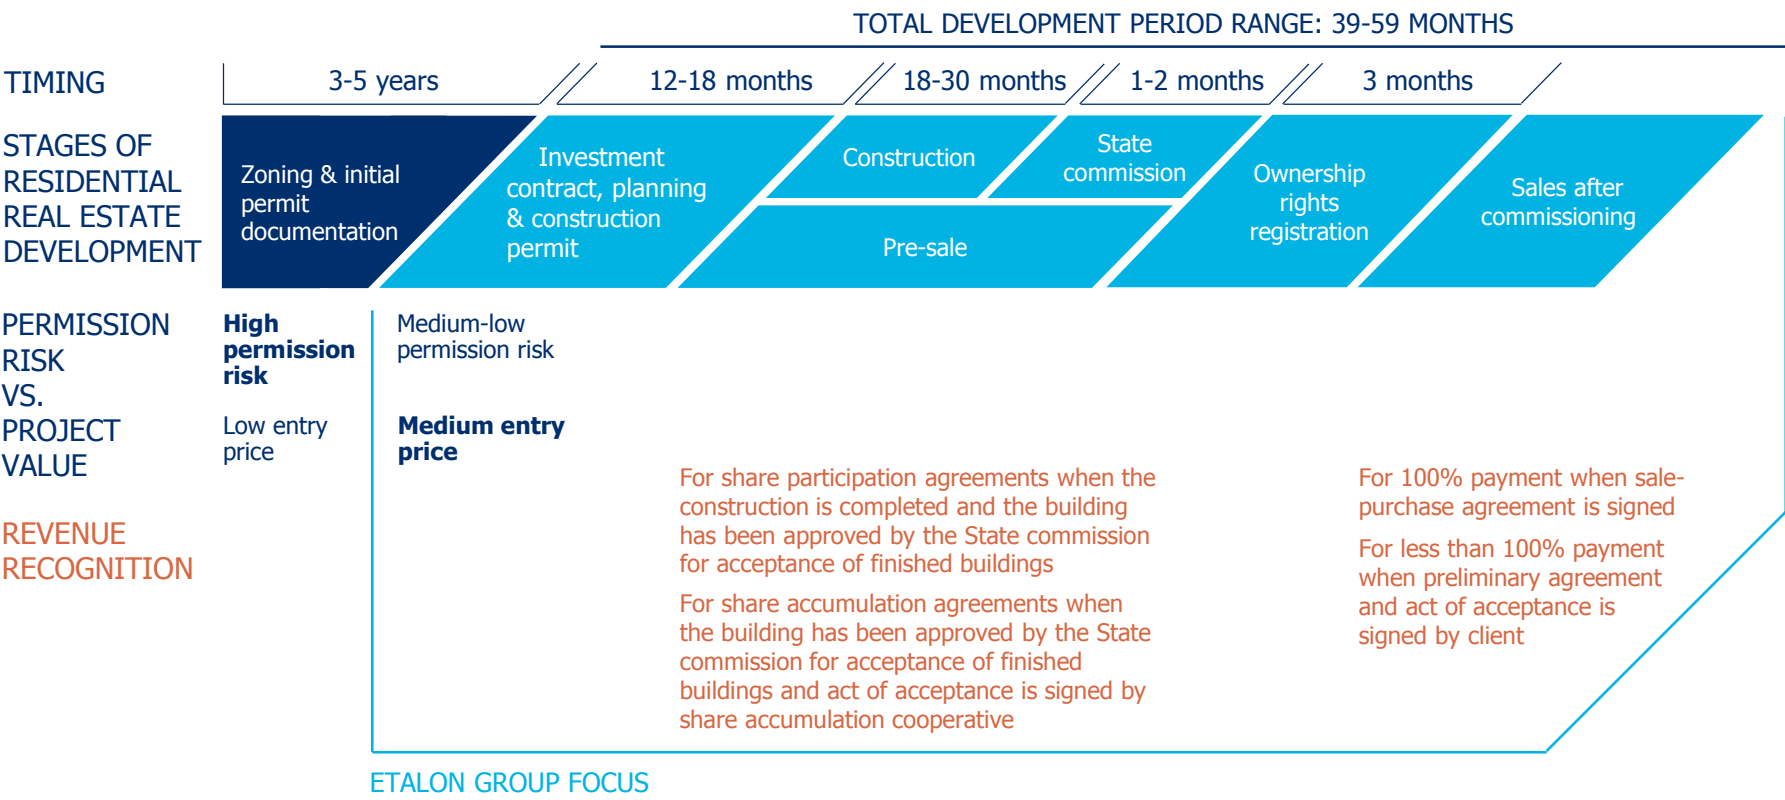 TOTAL DEVELOPMENT PERIOD RANGE: 39-59 MONTHS
TIMING
3-5 years
12-18 months
18-30 months
1-2 months
3 months
STAGES OF
RESIDENTIAL
REAL ESTATE
DEVELOPMENT
Zoning & initial
permit
documentation
Investment
contract, planning
& construction
permit
Construction
State
commission
Pre-sale
Ownership
rights
registration
Sales after
commissioning
PERMISSION
RISK
VS.
PROJECT
VALUE
High
permission
risk
Medium-low
permission risk
Low entry
price
Medium entry
price
REVENUE
RECOGNITION
For share participation agreements when the
construction is completed and the building
has been approved by the State commission
for acceptance of finished buildings
For share accumulation agreements when
the building has been approved by the State
commission for acceptance of finished
buildings and act of acceptance is signed by
share accumulation cooperative
For 100% payment when sale-
purchase agreement is signed
For less than 100% payment
when preliminary agreement
and act of acceptance is
signed by client
ETALON GROUP FOCUS